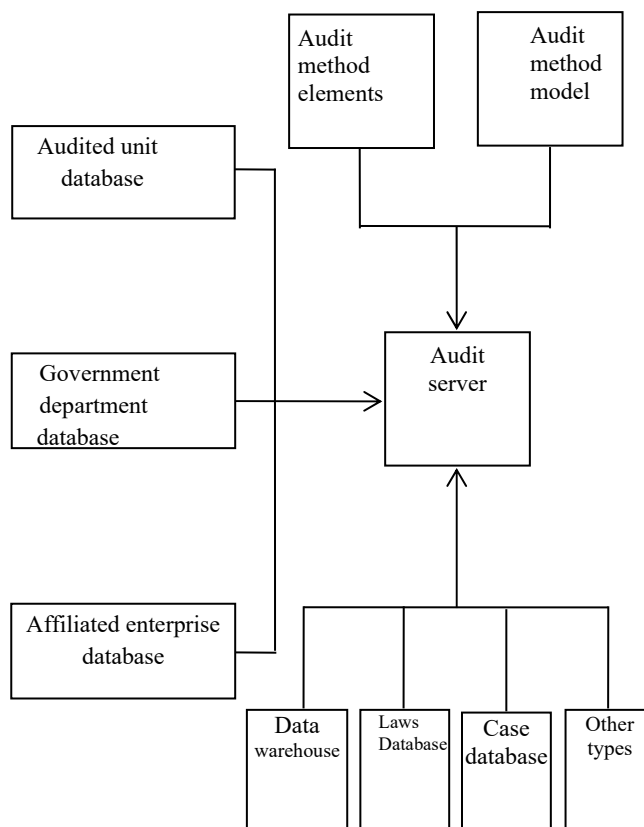 Audit
method
elements
Audit
method
model
Audited unit
database
Government
department
database
Audit
server
Affiliated enterprise
database
Data
warehouse
Laws
Database
Case
database
Other
types